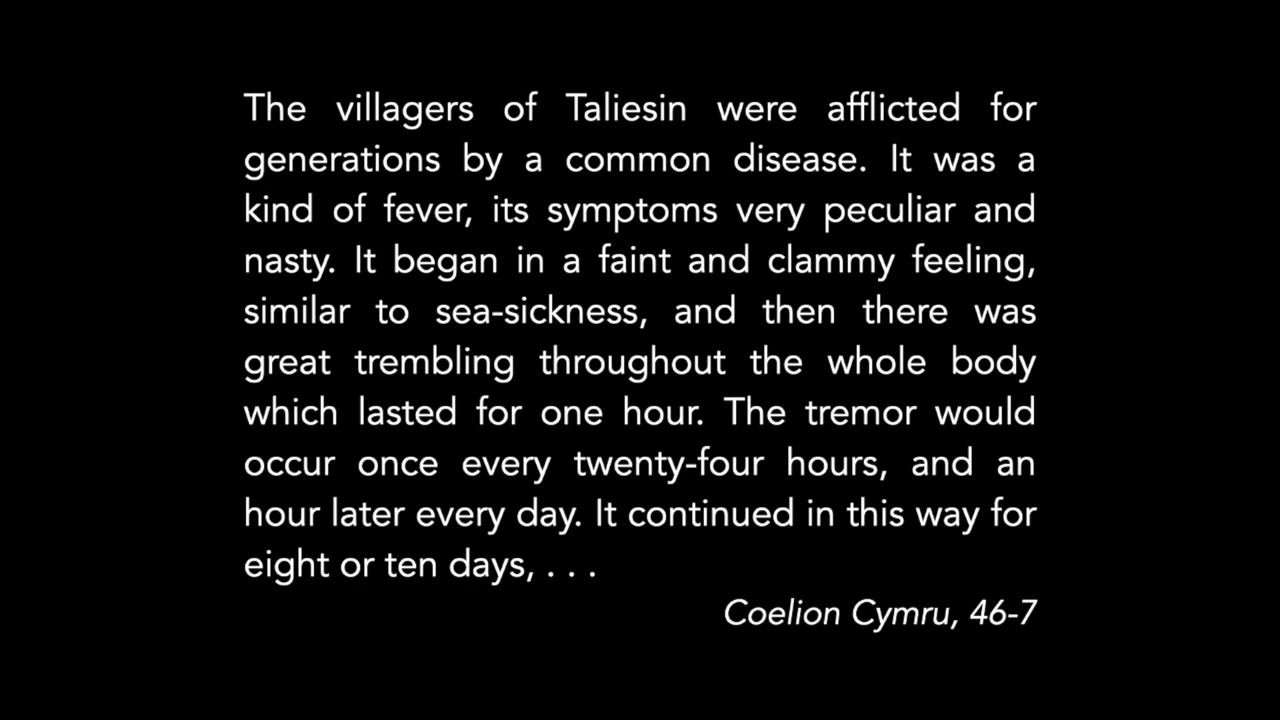 The villagers of Taliesin were afflicted for
generations by a common disease. It was a
kind of fever, its symptoms very peculiar and
nasty. It began in a faint and clammy feeling,
similar to sea-sickness, and then there was
great trembling throughout the whole body
which lasted for one hour. The tremor would
occur once every twenty-four hours, and an
hour later every day. It continued in this way for
eight or ten days, . . .
Coelion Cymru, 46-7